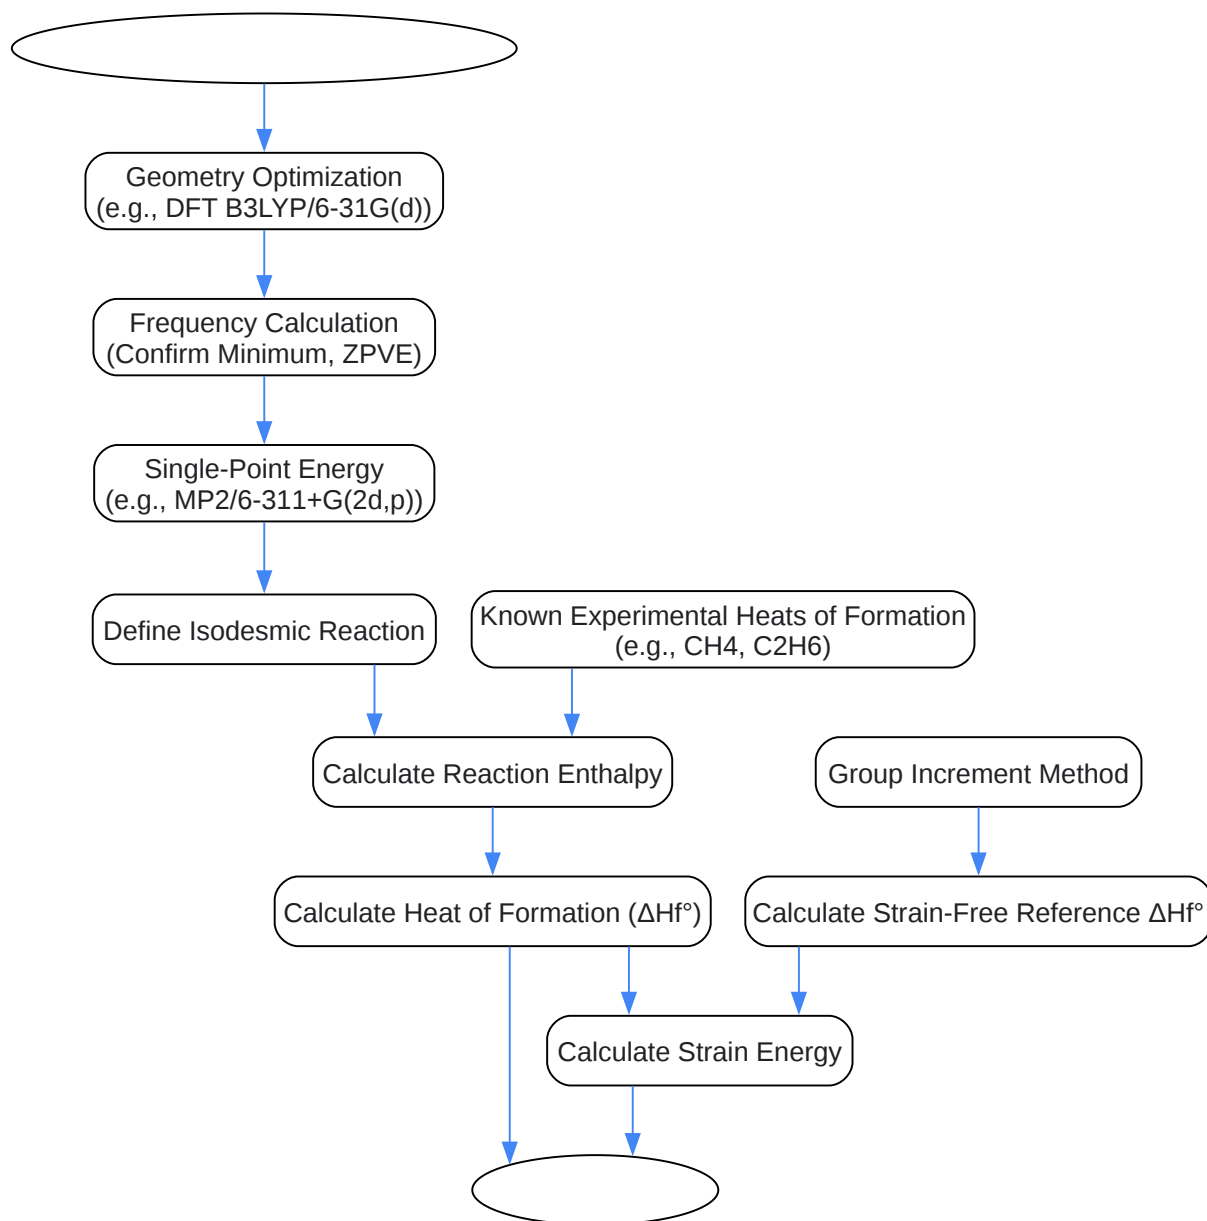 Geometry Optimization
(e.g., DFT B3LYP/6-31G(d))
Frequency Calculation
(Confirm Minimum, ZPVE)
Single-Point Energy
(e.g., MP2/6-311+G(2d,p))
Define Isodesmic Reaction
Known Experimental Heats of Formation
(e.g., CH4, C2H6)
Calculate Reaction Enthalpy
Group Increment Method
Calculate Heat of Formation (ΔHf°)
Calculate Strain-Free Reference ΔHf°
Calculate Strain Energy